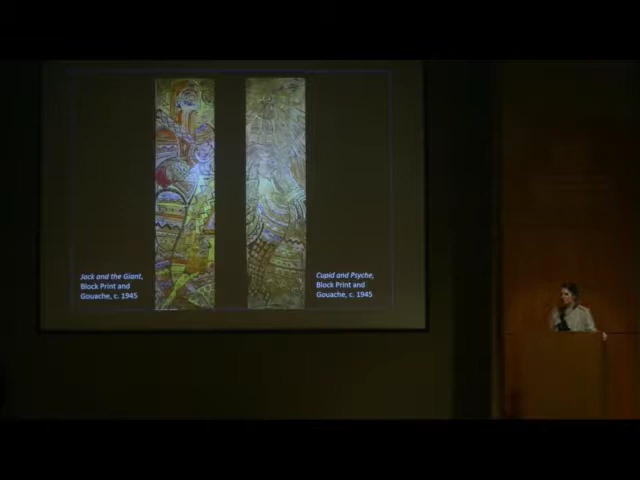 Jack and the Giant,
Block Print and
Gouache, c. 1945
Cupid and Psyche,
Block Print and
Gouache, c. 1945